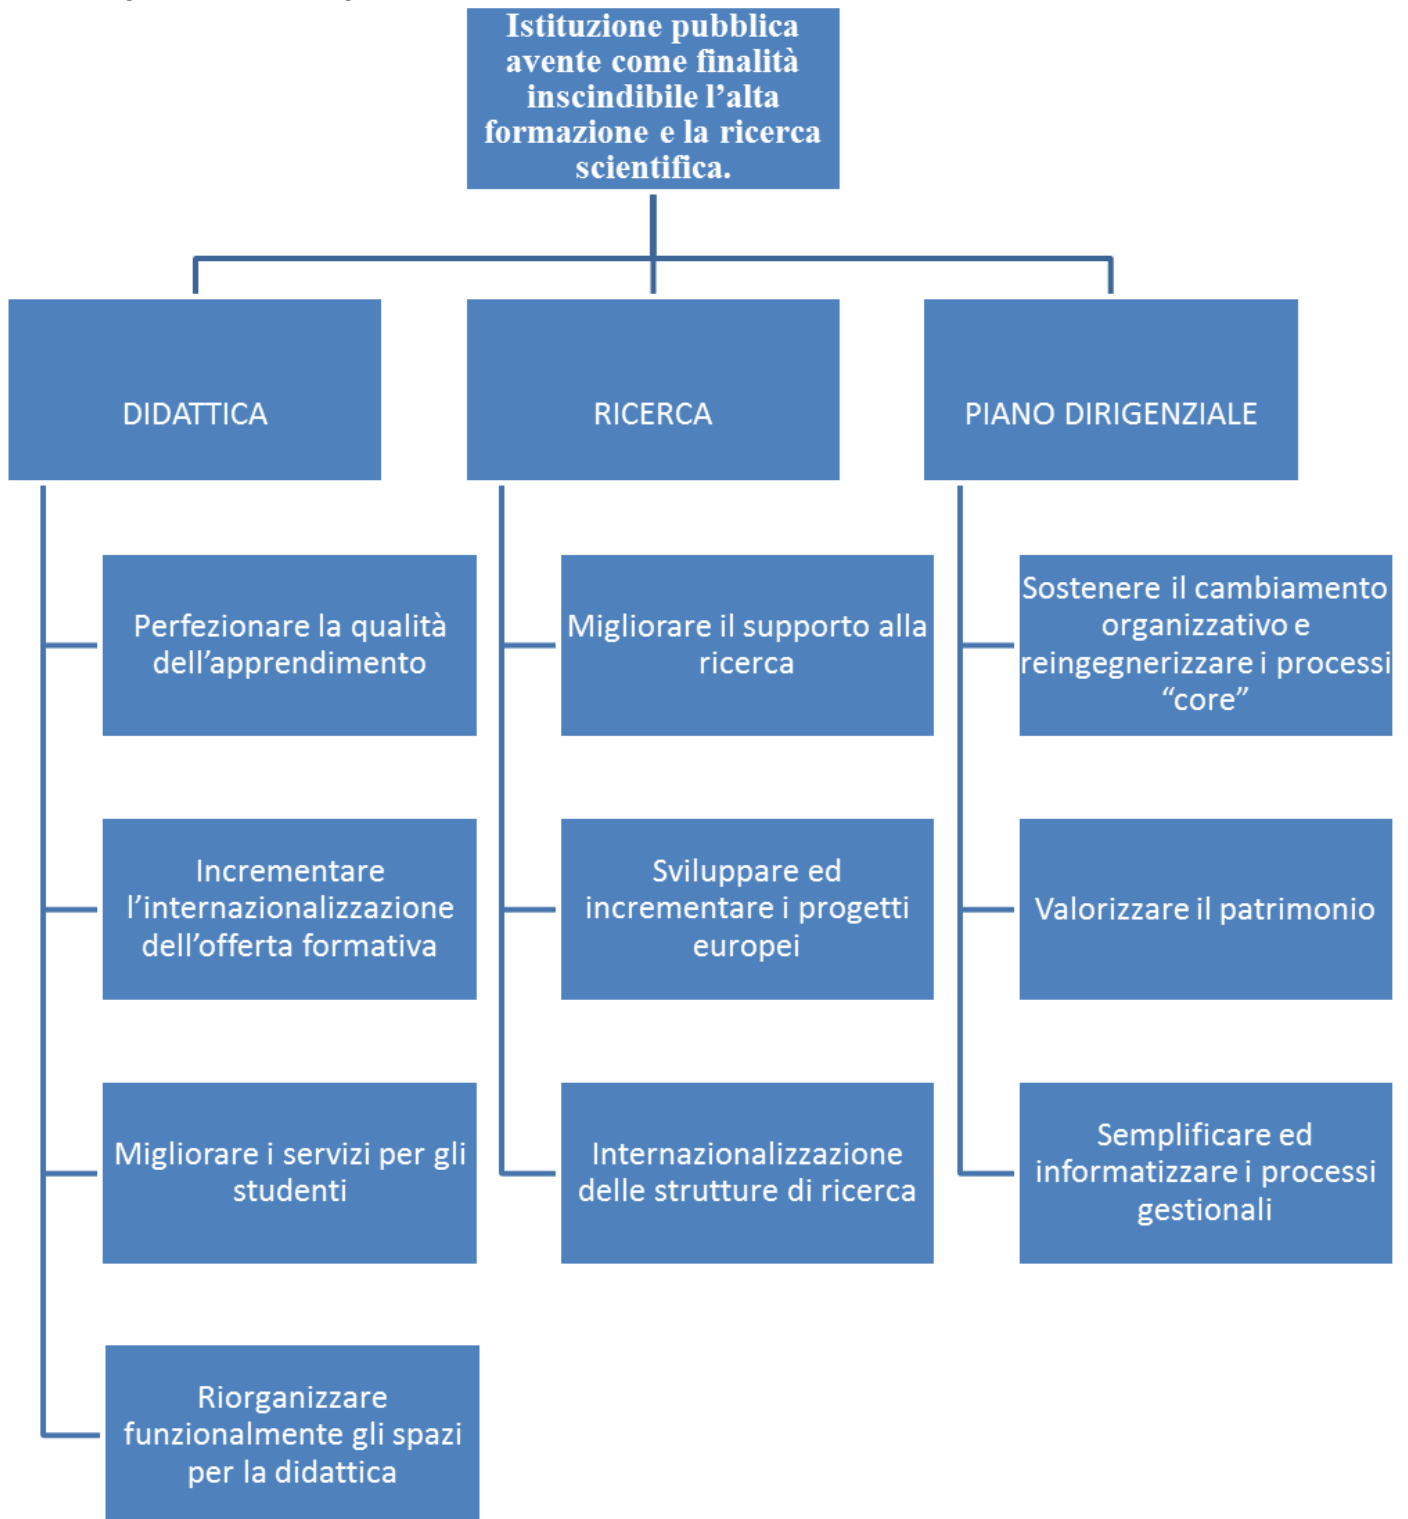 Istituzione pubblica
avente come finalità
inscindibile l’alta
formazione e la ricerca
scientifica.
DIDATTICA
Perfezionare la qualità
dell’apprendimento
Incrementare
l’internazionalizzazione
dell’offerta formativa
Migliorare i servizi per gli
studenti
Riorganizzare
funzionalmente gli spazi
per la didattica
RICERCA
Migliorare il supporto alla
ricerca
Sviluppare ed
incrementare i progetti
europei
Internazionalizzazione
delle strutture di ricerca
PIANO DIRIGENZIALE
Sostenere il cambiamento
organizzativo e
reingegnerizzare i processi
“core”
Valorizzare il patrimonio
Semplificare ed
informatizzare i processi
gestionali